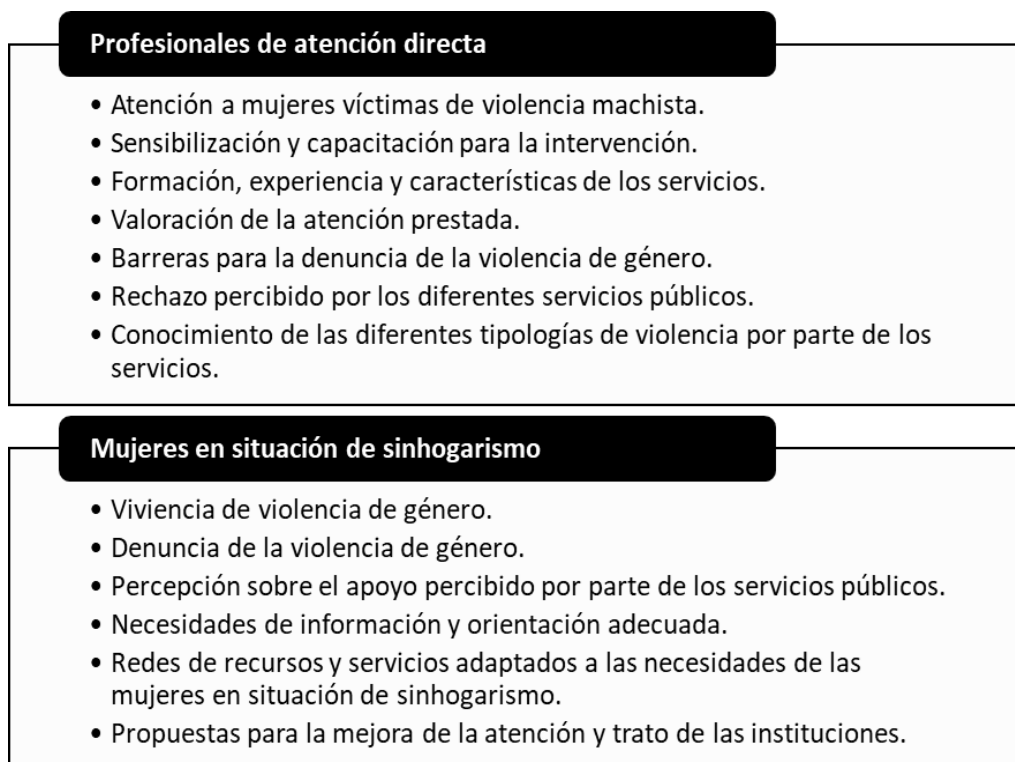 Profesionales de atención directa
• Atención a mujeres víctimas de violencia machista.
• Sensibilización y capacitación para la intervención.
• Formación, experiencia y características de los servicios.
• Valoración de la atención prestada.
• Barreras para la denuncia de la violencia de género.
• Rechazo percibido por los diferentes servicios públicos.
• Conocimiento de las diferentes tipologías de violencia por parte de los
servicios.
Mujeres en situación de sinhogarismo
• Viviencia de violencia de género.
• Denuncia de la violencia de género.
• Percepción sobre el apoyo percibido por parte de los servicios públicos.
• Necesidades de información y orientación adecuada.
• Redes de recursos y servicios adaptados a las necesidades de las
mujeres en situación de sinhogarismo.
• Propuestas para la mejora de la atención y trato de las instituciones.